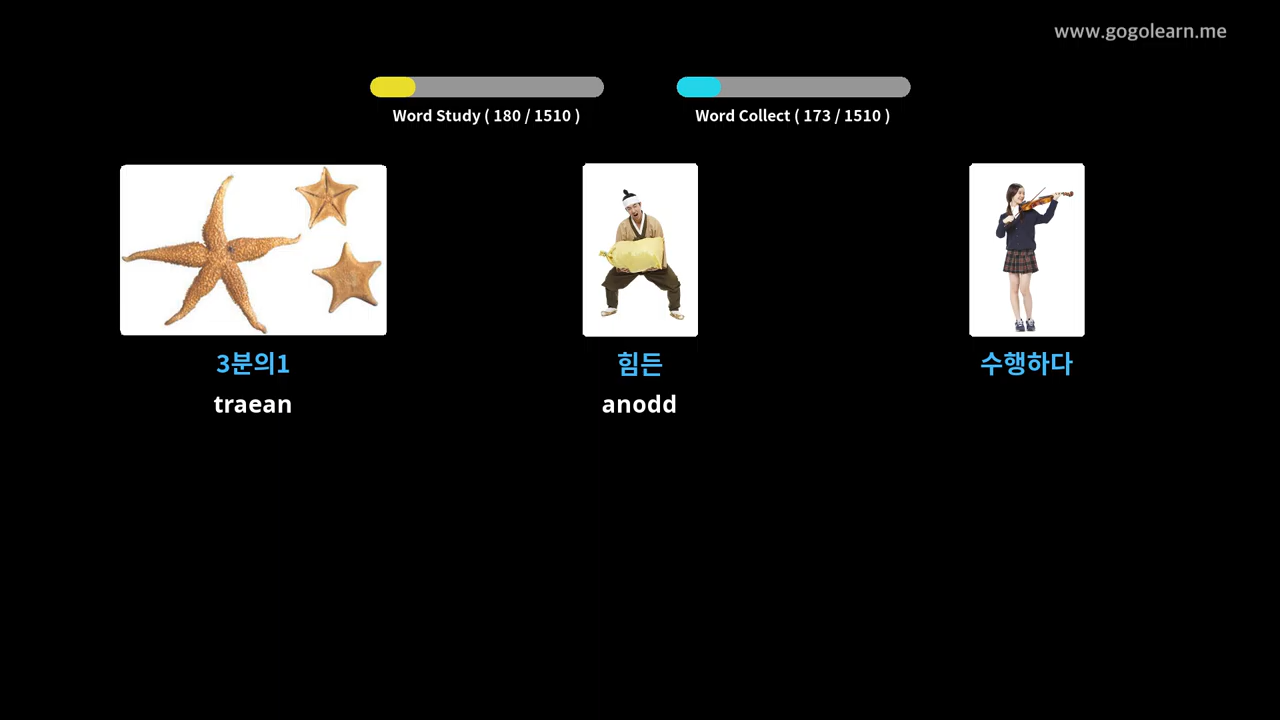 www.gogolearn.me
Word Study ( 180 / 1510 )
Word Collect ( 173 / 1510 )
3분의1
힘든
수행하다
traean
anodd